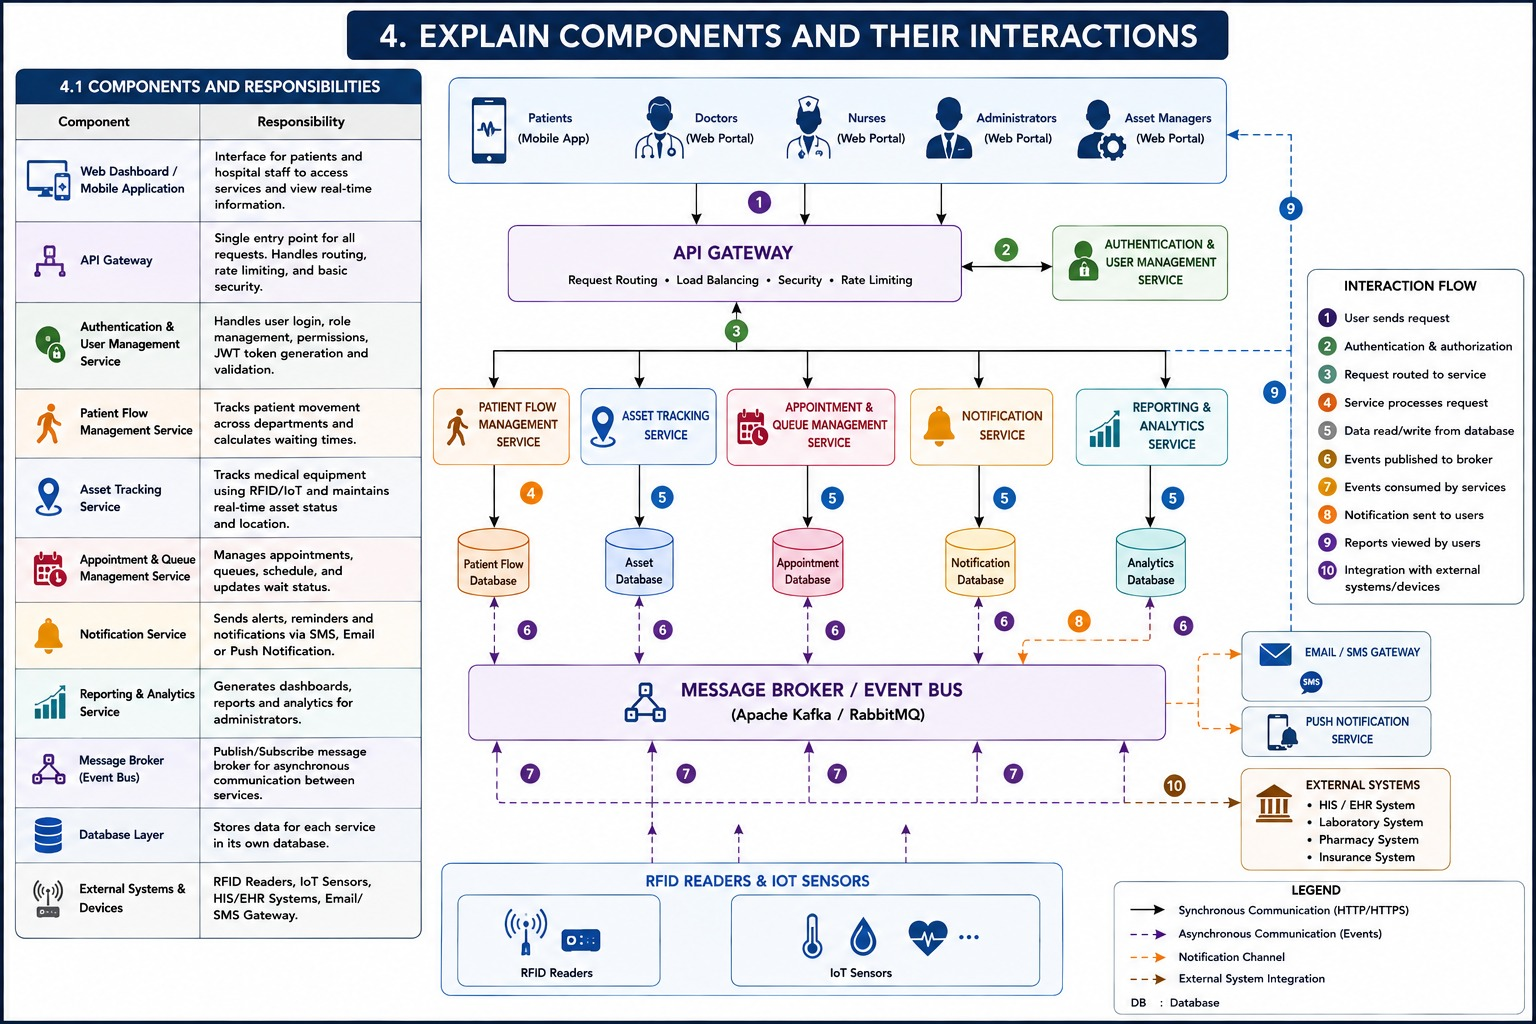 4. EXPLAIN COMPONENTS AND THEIR INTERACTIONS
4.1 COMPONENTS AND RESPONSIBILITIES
Component
Responsibility
Web Dashboard /
Mobile Application
Interface for patients and
hospital staff to access
services and view real-time
information.
API Gateway
Single entry point for all
requests. Handles routing,
rate limiting, and basic
security.
Authentication &
User Management
Service
Handles user login, role
management, permissions,
JWT token generation and
validation.
Patient Flow
Management Service
Tracks patient movement
across departments and
calculates waiting times.
Asset Tracking
Service
Tracks medical equipment
using RFID/IoT and maintains
real-time asset status
and location.
Appointment & Queue
Management Service
Manages appointments,
queues, schedule, and
updates wait status.
Notification Service
Sends alerts, reminders and
notifications via SMS, Email
or Push Notification.
Reporting & Analytics
Service
Generates dashboards,
reports and analytics for
administrators.
Message Broker
(Event Bus)
Publish/Subscribe message
broker for asynchronous
communication between
services.
Database Layer
Stores data for each service
in its own database.
External Systems &
Devices
RFID Readers, IoT Sensors,
HIS/EHR Systems, Email/
SMS Gateway.
Patients
(Mobile App)
Doctors
(Web Portal)
Nurses
(Web Portal)
Administrators
(Web Portal)
Asset Managers
(Web Portal)
1
9
API GATEWAY
Request Routing • Load Balancing • Security • Rate Limiting
2
AUTHENTICATION &
USER MANAGEMENT
SERVICE
3
9
PATIENT FLOW
MANAGEMENT
SERVICE
ASSET TRACKING
SERVICE
APPOINTMENT &
QUEUE MANAGEMENT
SERVICE
NOTIFICATION
SERVICE
REPORTING &
ANALYTICS
SERVICE
4
5
5
5
5
Patient Flow
Database
Asset
Database
Appointment
Database
Notification
Database
Analytics
Database
6
6
6
6
8
6
MESSAGE BROKER / EVENT BUS
(Apache Kafka / RabbitMQ)
7
7
7
7
10
EMAIL / SMS GATEWAY
SMS
PUSH NOTIFICATION
SERVICE
EXTERNAL SYSTEMS
• HIS / EHR System
• Laboratory System
• Pharmacy System
• Insurance System
RFID READERS & IOT SENSORS
RFID Readers
IoT Sensors
INTERACTION FLOW
1 User sends request
2 Authentication & authorization
3 Request routed to service
4 Service processes request
5 Data read/write from database
6 Events published to broker
7 Events consumed by services
8 Notification sent to users
9 Reports viewed by users
10 Integration with external
systems/devices
LEGEND
Synchronous Communication (HTTP/HTTPS)
Asynchronous Communication (Events)
Notification Channel
External System Integration
DB : Database